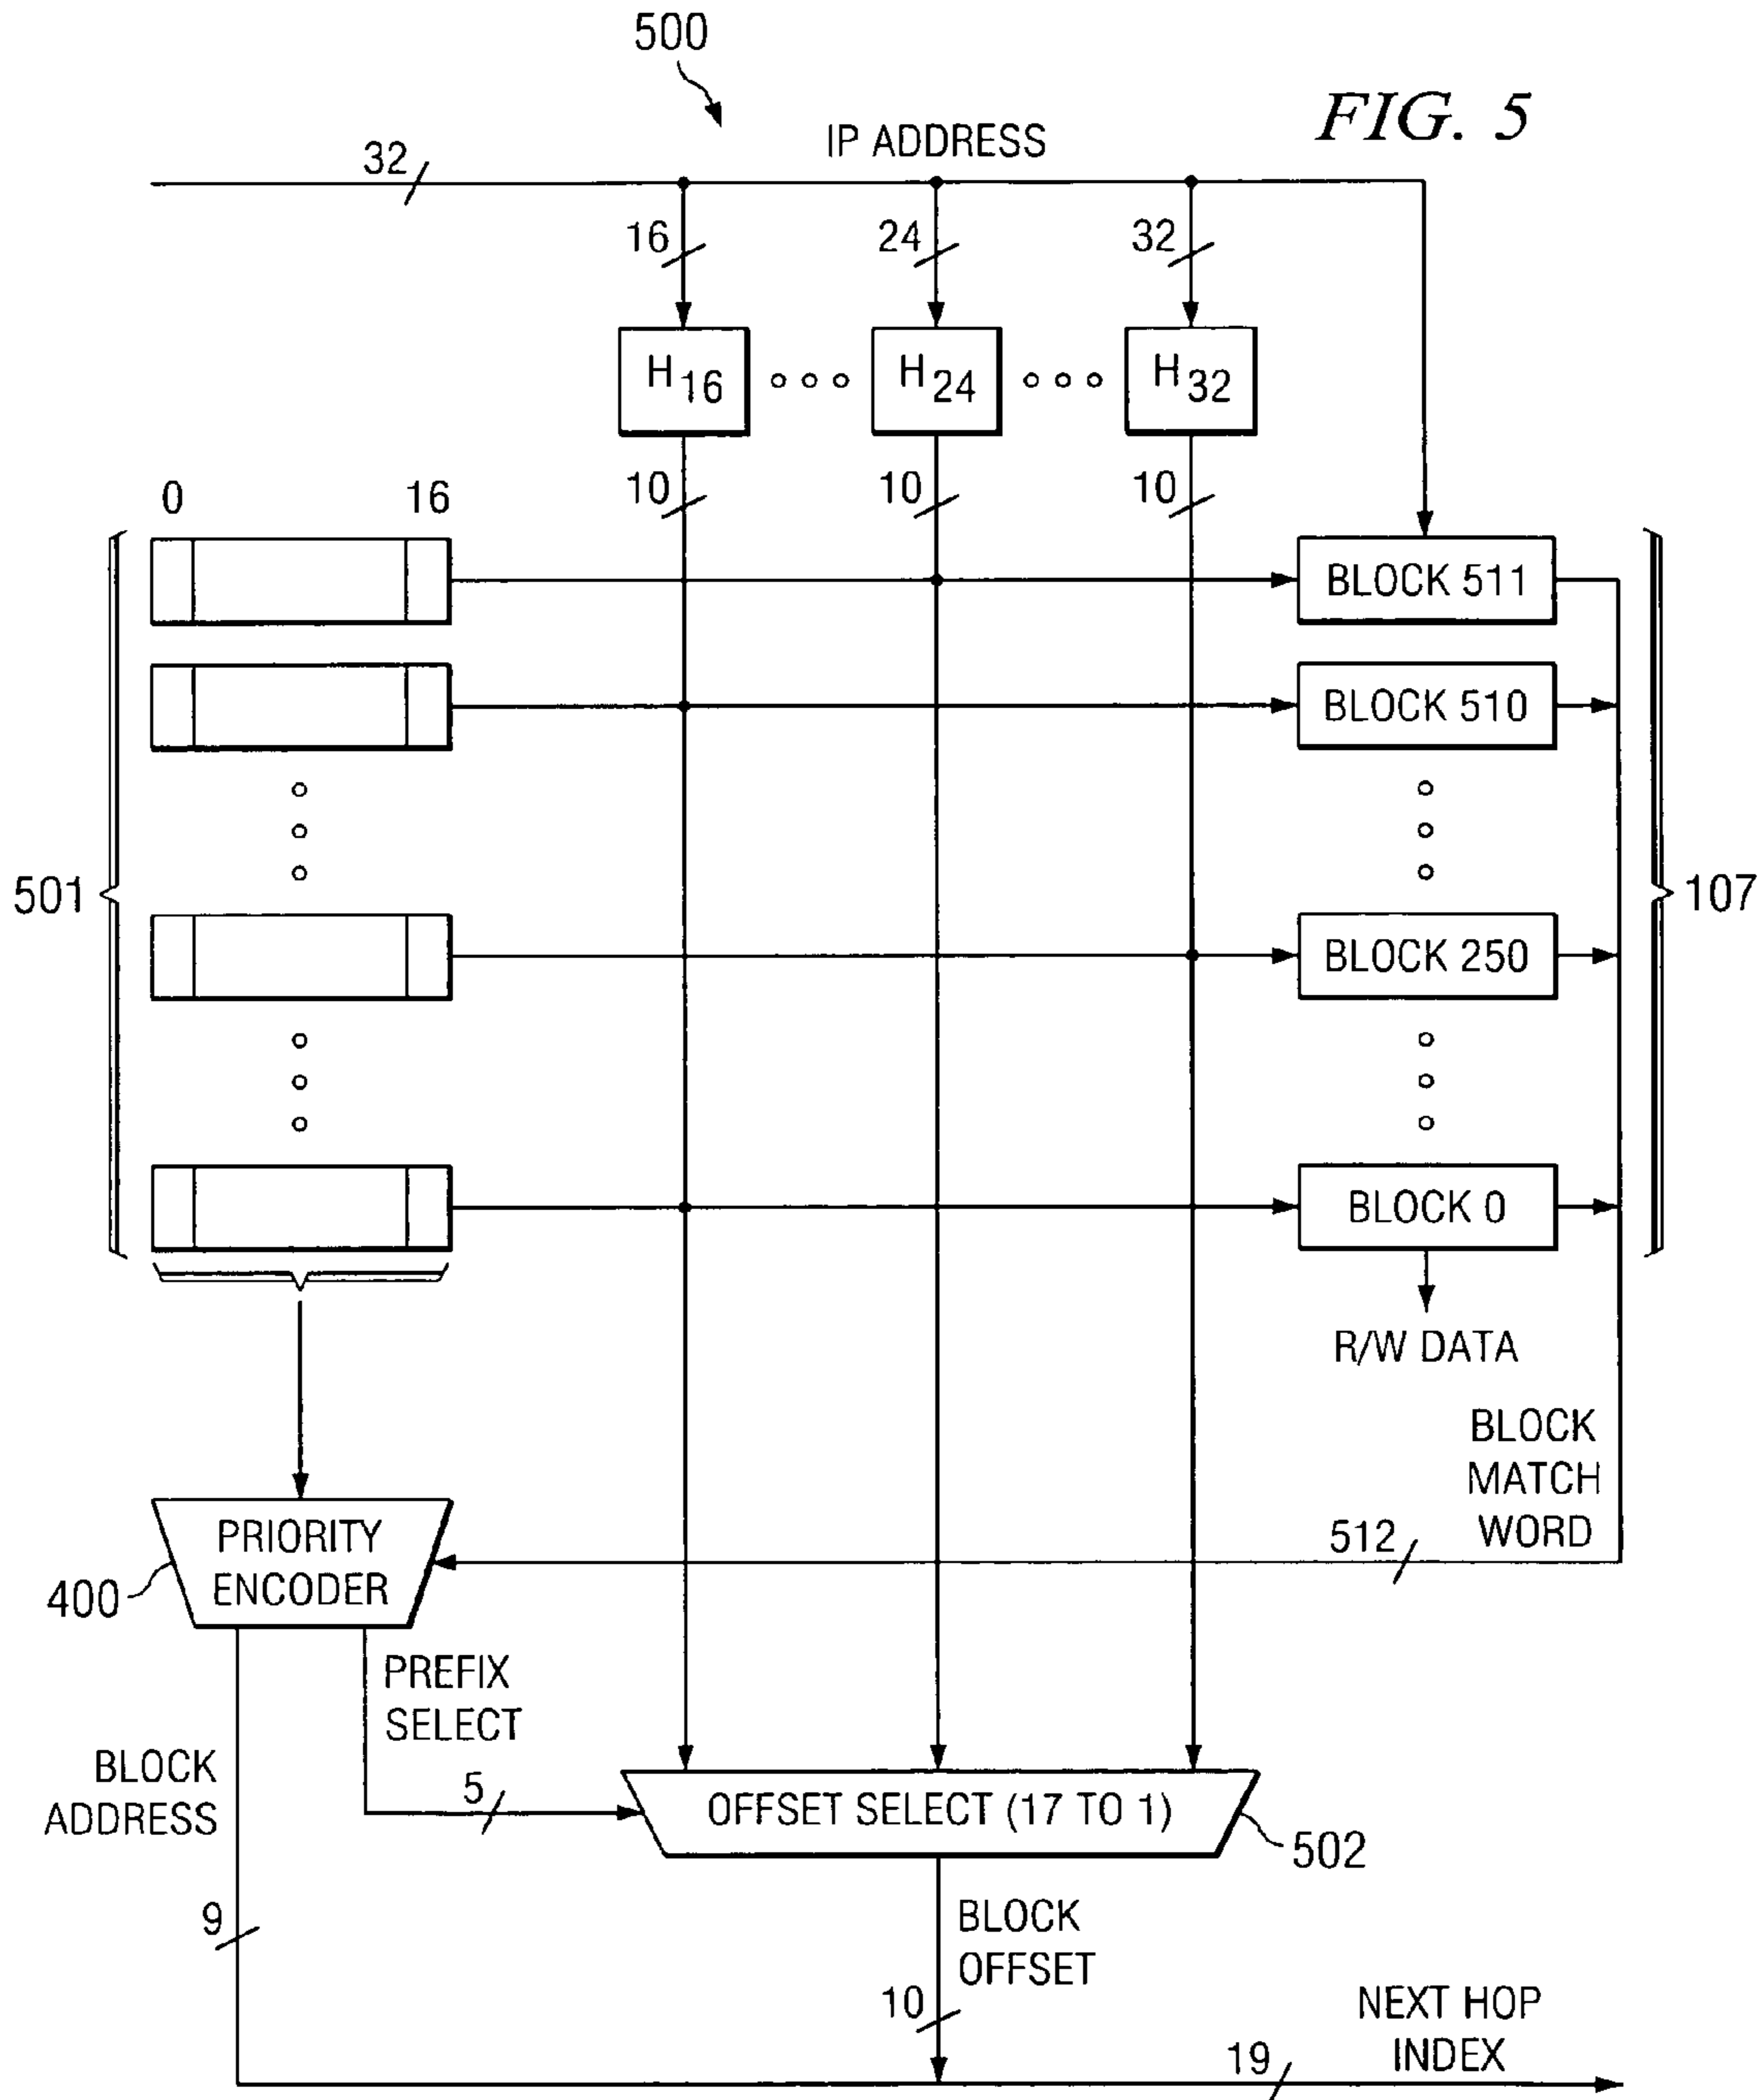 500
FIG. 5
IP ADDRESS
32
16
24
32
H16
H24
H32
10
10
10
0
16
BLOCK 511
BLOCK 510
501
107
BLOCK 250
BLOCK 0
R/W DATA
BLOCK
MATCH
WORD
512
PRIORITY
ENCODER
400
PREFIX
SELECT
BLOCK
ADDRESS
5
OFFSET SELECT (17 TO 1)
502
9
BLOCK
OFFSET
10
NEXT HOP
INDEX
19